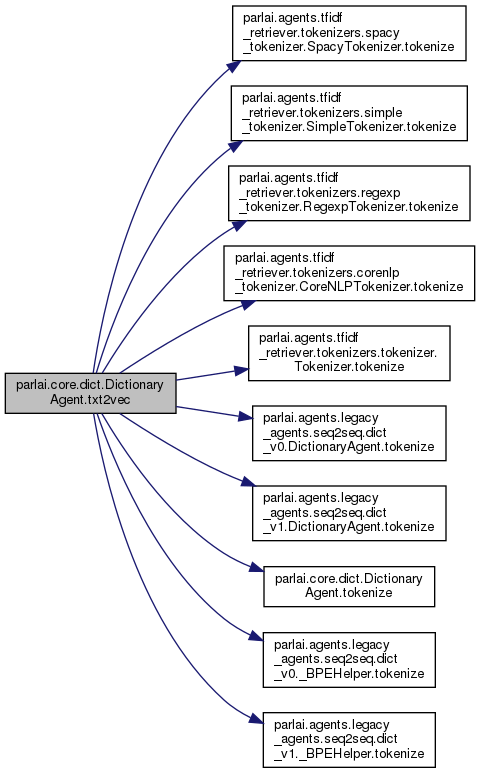 parlai.agents.tfidf
_retriever.tokenizers.spacy
_tokenizer.SpacyTokenizer.tokenize
parlai.agents.tfidf
_retriever.tokenizers.simple
_tokenizer.SimpleTokenizer.tokenize
parlai.agents.tfidf
_retriever.tokenizers.regexp
_tokenizer.RegexpTokenizer.tokenize
parlai.agents.tfidf
_retriever.tokenizers.corenlp
_tokenizer.CoreNLPTokenizer.tokenize
parlai.agents.tfidf
_retriever.tokenizers.tokenizer.
Tokenizer.tokenize
parlai.core.dict.Dictionary
Agent.txt2vec
parlai.agents.legacy
_agents.seq2seq.dict
_v0.DictionaryAgent.tokenize
parlai.agents.legacy
_agents.seq2seq.dict
_v1.DictionaryAgent.tokenize
parlai.core.dict.Dictionary
Agent.tokenize
parlai.agents.legacy
_agents.seq2seq.dict
_v0._BPEHelper.tokenize
parlai.agents.legacy
_agents.seq2seq.dict
_v1._BPEHelper.tokenize